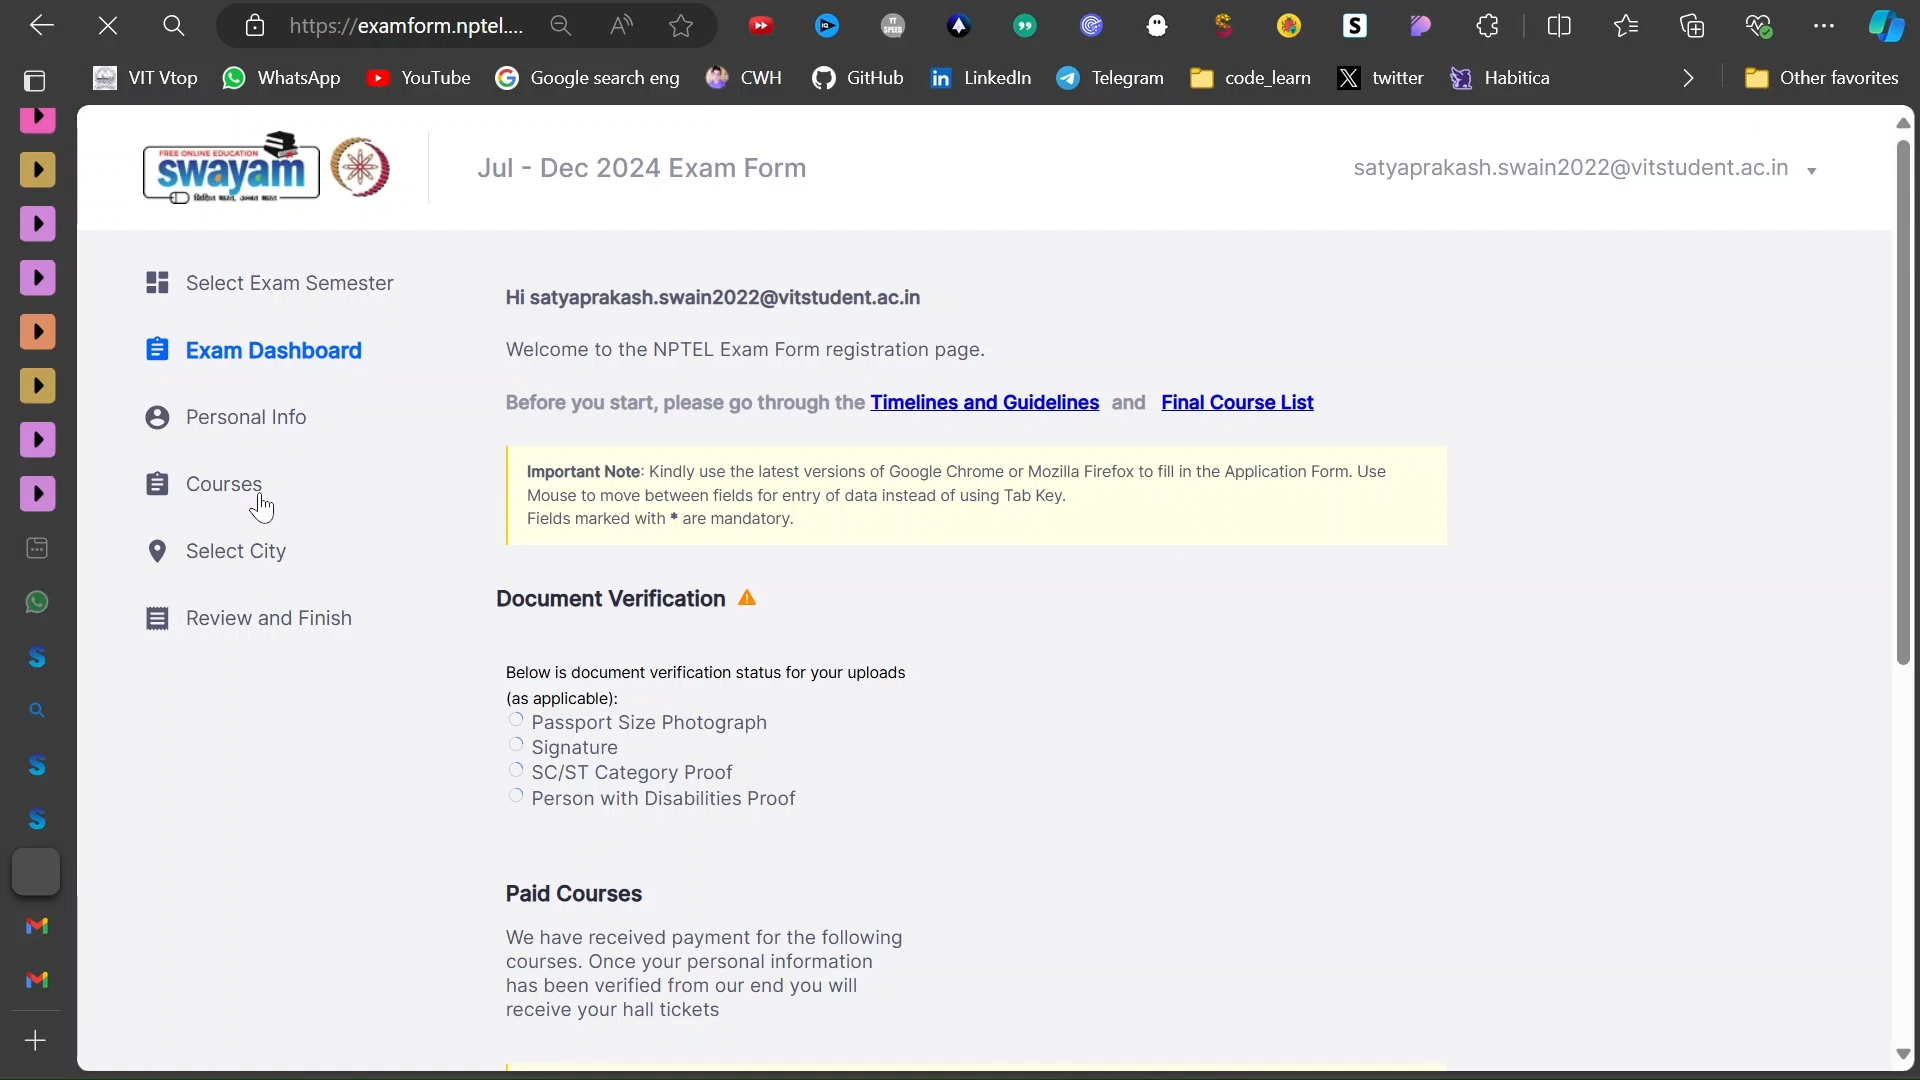 https://examform.nptel....
VIT Vtop
WhatsApp
YouTube
Google search eng
CWH
GitHub
LinkedIn
Telegram
code_learn
twitter
Habitica
Other favorites
FREE ONLINE EDUCATION
swayam
Jul - Dec 2024 Exam Form
satyaprakash.swain2022@vitstudent.ac.in
Select Exam Semester
Exam Dashboard
Personal Info
Courses
Select City
Review and Finish
Hi satyaprakash.swain2022@vitstudent.ac.in
Welcome to the NPTEL Exam Form registration page.
Before you start, please go through the Timelines and Guidelines and Final Course List
Important Note: Kindly use the latest versions of Google Chrome or Mozilla Firefox to fill in the Application Form. Use
Mouse to move between fields for entry of data instead of using Tab Key.
Fields marked with * are mandatory.
Document Verification
Below is document verification status for your uploads
(as applicable):
Passport Size Photograph
Signature
SC/ST Category Proof
Person with Disabilities Proof
Paid Courses
We have received payment for the following
courses. Once your personal information
has been verified from our end you will
receive your hall tickets